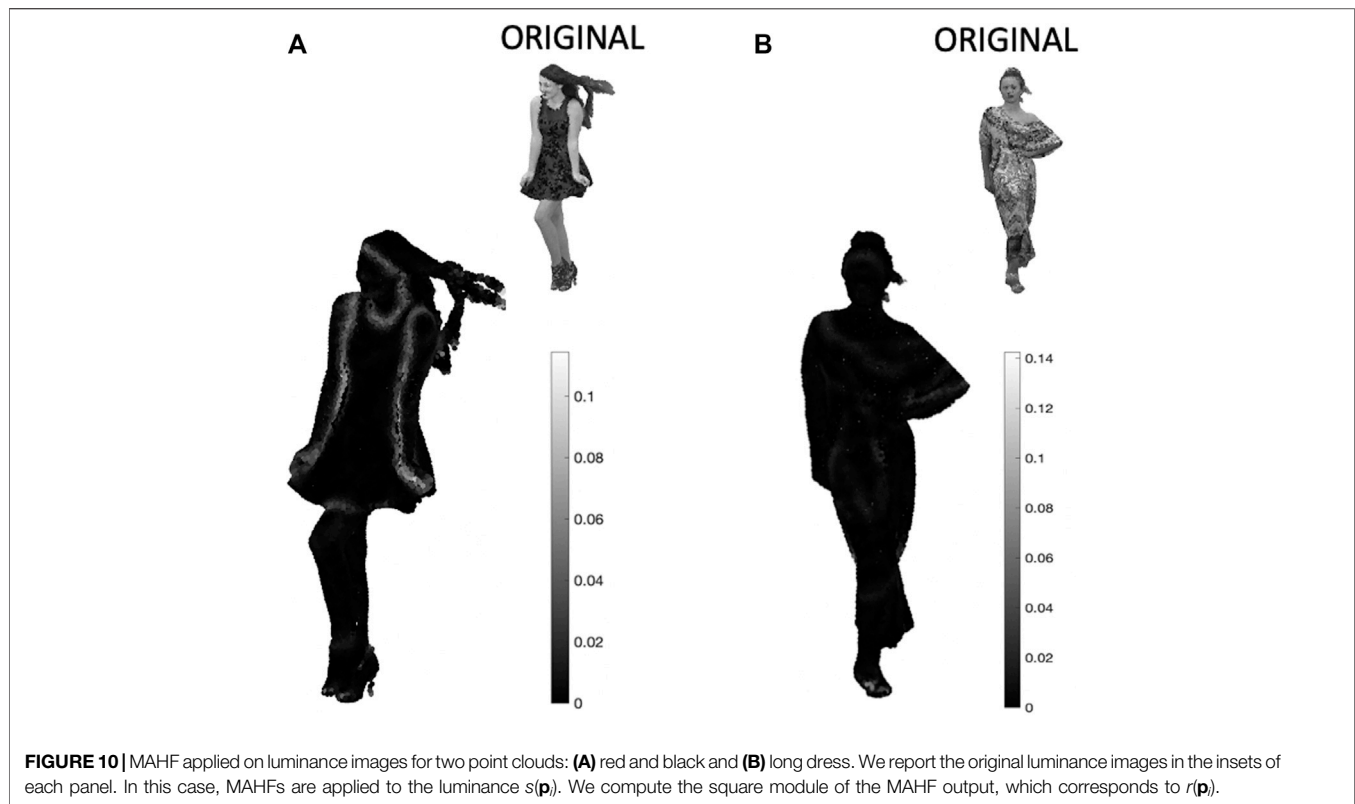 A
ORIGINAL
B
ORIGINAL
0.1
0.08
0.06
0.04
0.02
0
0.14
0.12
0.1
0.08
0.06
0.04
0.02
0
FIGURE 10 | MAHF applied on luminance images for two point clouds: (A) red and black and (B) long dress. We report the original luminance images in the insets of
each panel. In this case, MAHFs are applied to the luminance s(pᵢ). We compute the square module of the MAHF output, which corresponds to r(pᵢ).